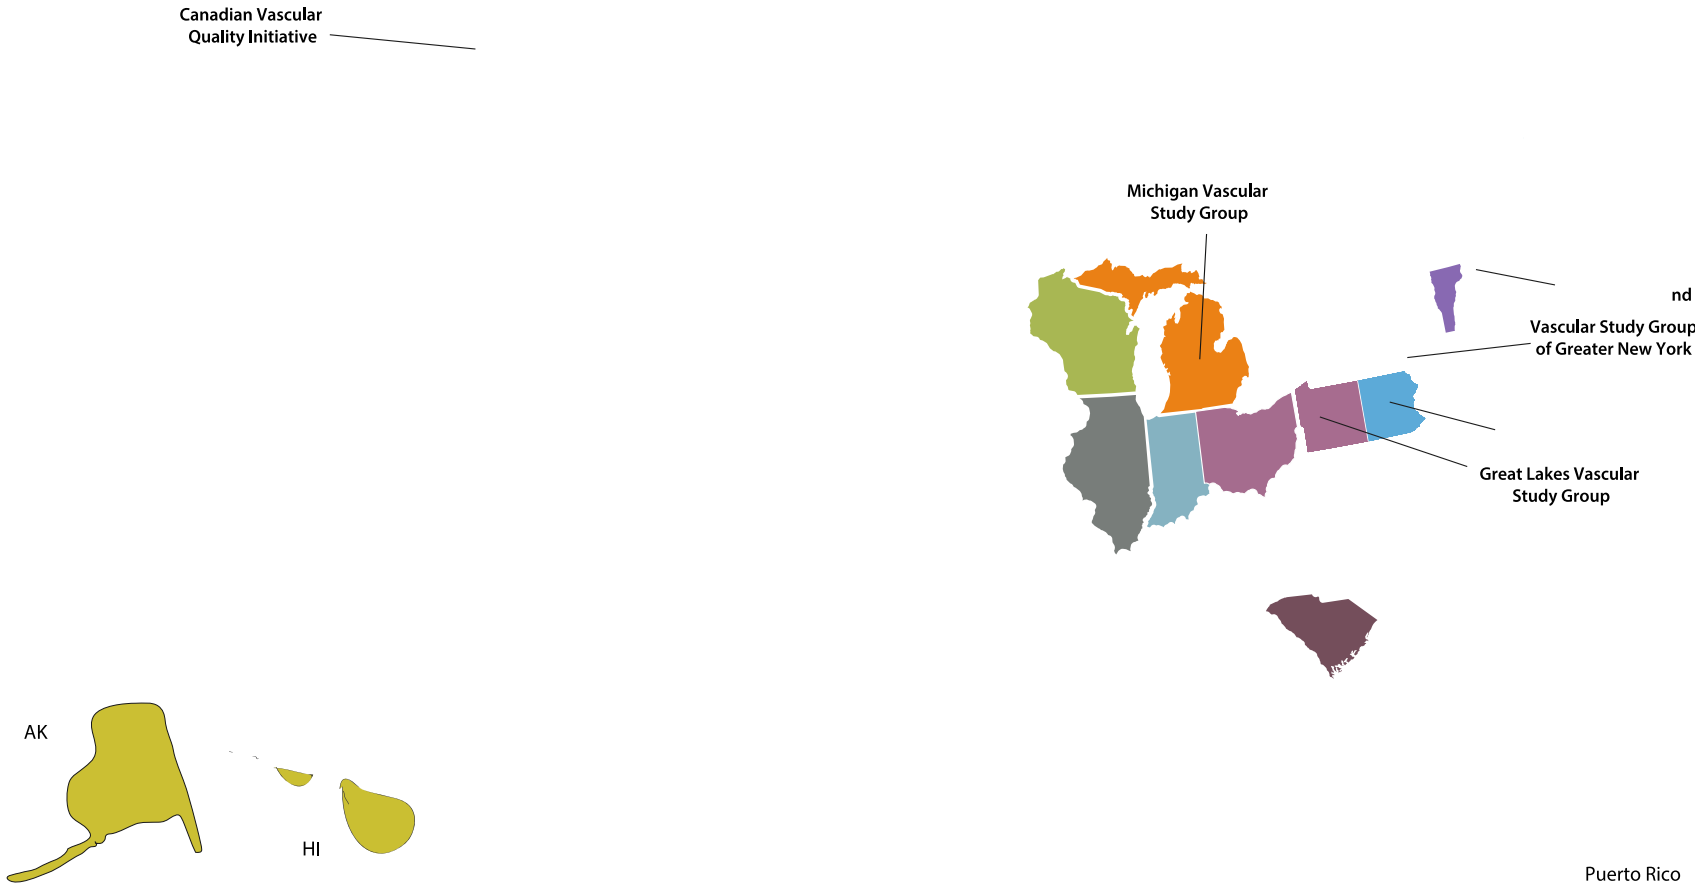 Canadian Vascular
Quality Initiative
Michigan Vascular
Study Group
nd
Vascular Study Group
of Greater New York
Great Lakes Vascular
Study Group
AK
HI
Puerto Rico